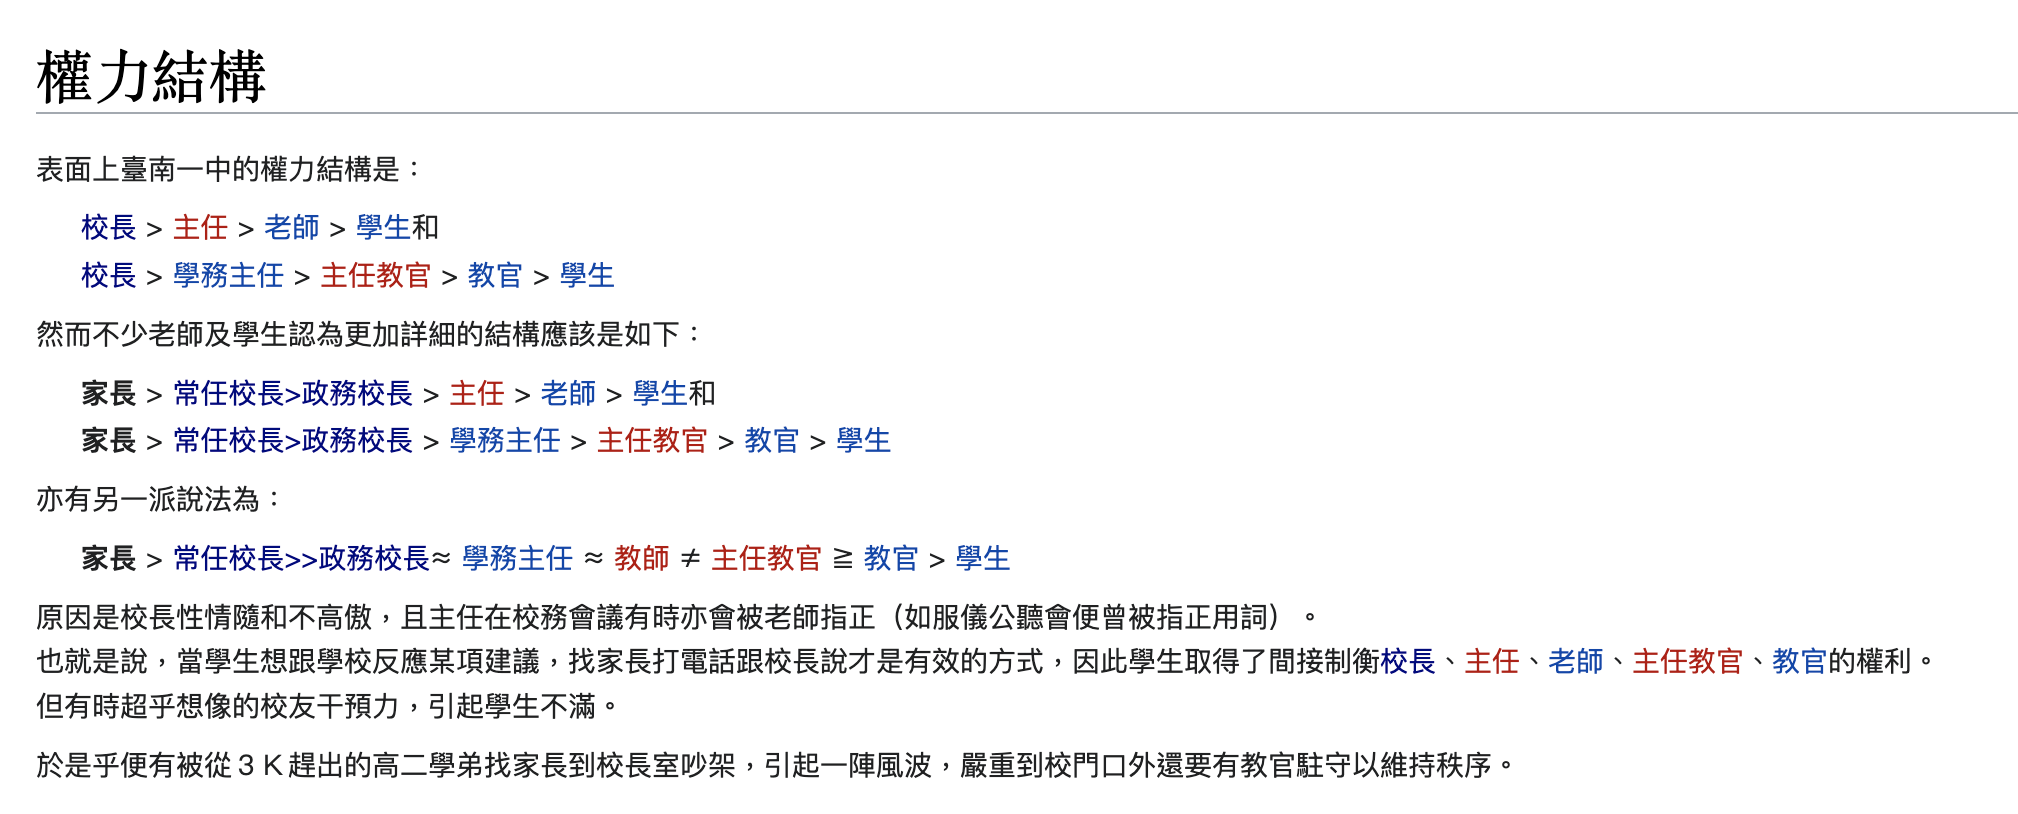 權力結構
表面上臺南一中的權力結構是：
校長 > 主任 > 老師 > 學生和
校長 > 學務主任 > 主任教官 > 教官 > 學生
然而不少老師及學生認為更加詳細的結構應該是如下：
家長 > 常任校長>政務校長 > 主任 > 老師 > 學生和
家長 > 常任校長>政務校長 > 學務主任 > 主任教官 > 教官 > 學生
亦有另一派說法為：
家長 > 常任校長>>政務校長≈ 學務主任 ≈ 教師 ≠ 主任教官 ≧ 教官 > 學生
原因是校長性情隨和不高傲，且主任在校務會議有時亦會被老師指正（如服儀公聽會便曾被指正用詞）。
也就是說，當學生想跟學校反應某項建議，找家長打電話跟校長說才是有效的方式，因此學生取得了間接制衡校長、主任、老師、主任教官、教官的權利。
但有時超乎想像的校友干預力，引起學生不滿。
於是乎便有被從３Ｋ趕出的高二學弟找家長到校長室吵架，引起一陣風波，嚴重到校門口外還要有教官駐守以維持秩序。